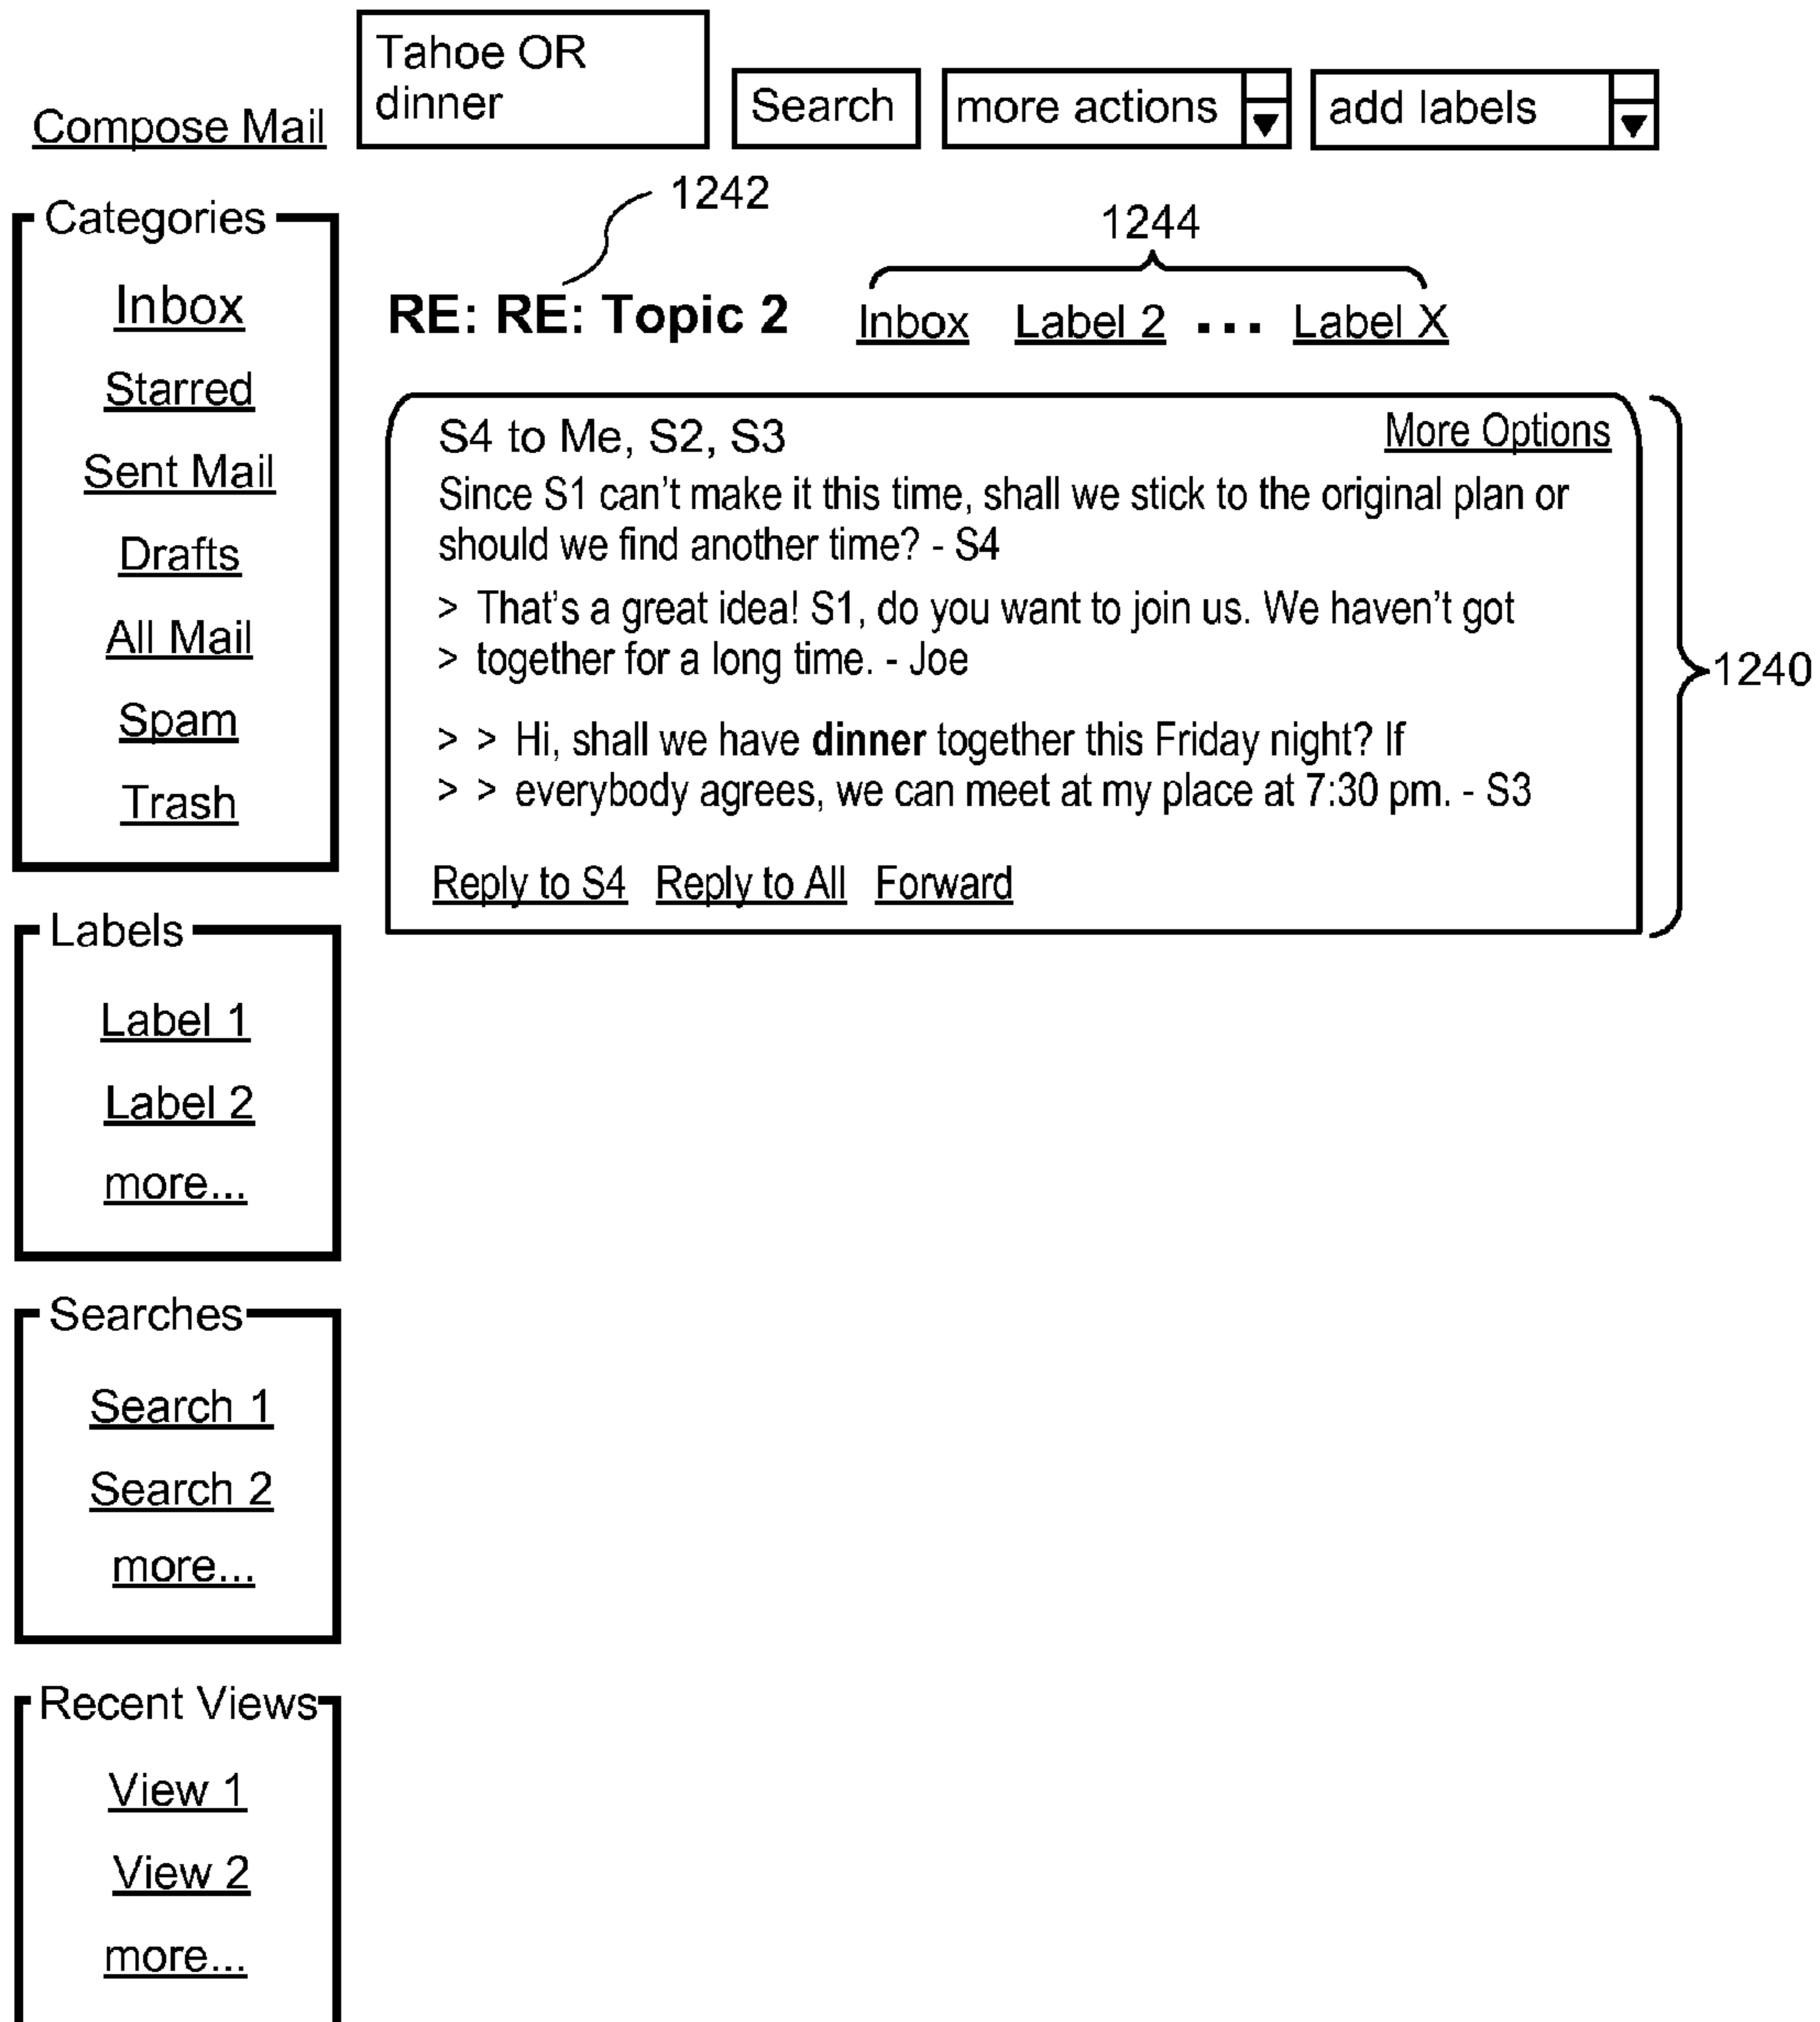 Tahoe OR
dinner
Compose Mail
Search
more actions
add labels
1242
1244
Categories
Inbox
Starred
Sent Mail
Drafts
All Mail
Spam
Trash
RE: RE: Topic 2
Inbox Label 2 ... Label X
S4 to Me, S2, S3
More Options
Since S1 can't make it this time, shall we stick to the original plan or
should we find another time? - S4
> That's a great idea! S1, do you want to join us. We haven't got
> together for a long time. - Joe
> > Hi, shall we have dinner together this Friday night? If
> > everybody agrees, we can meet at my place at 7:30 pm. - S3
Reply to S4 Reply to All Forward
1240
Labels
Label 1
Label 2
more...
Searches
Search 1
Search 2
more...
Recent Views
View 1
View 2
more...